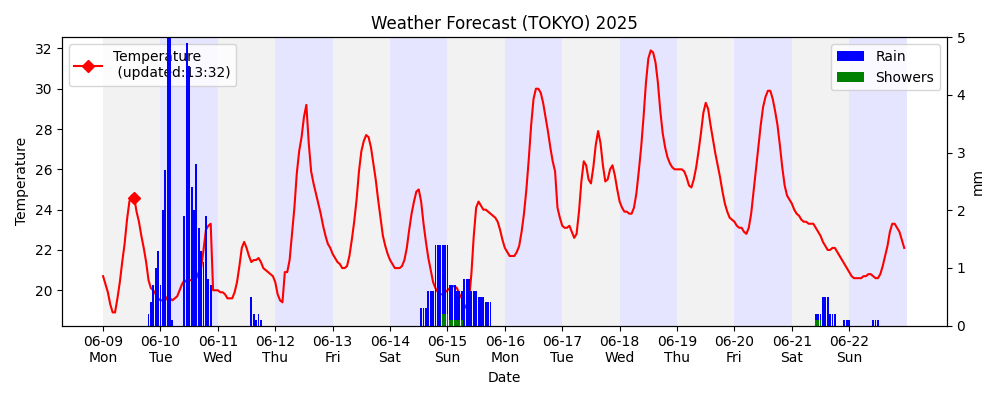 Weather Forecast (TOKYO) 2025
Temperature
(updated:13:32)
Rain
Showers
32
30
28
26
24
22
20
Temperature
5
4
3
2
1
0
mm
06-09 06-10 06-11 06-12 06-13 06-14 06-15 06-16 06-17 06-18 06-19 06-20 06-21 06-22
Mon Tue Wed Thu Fri Sat Sun Mon Tue Wed Thu Fri Sat Sun
Date